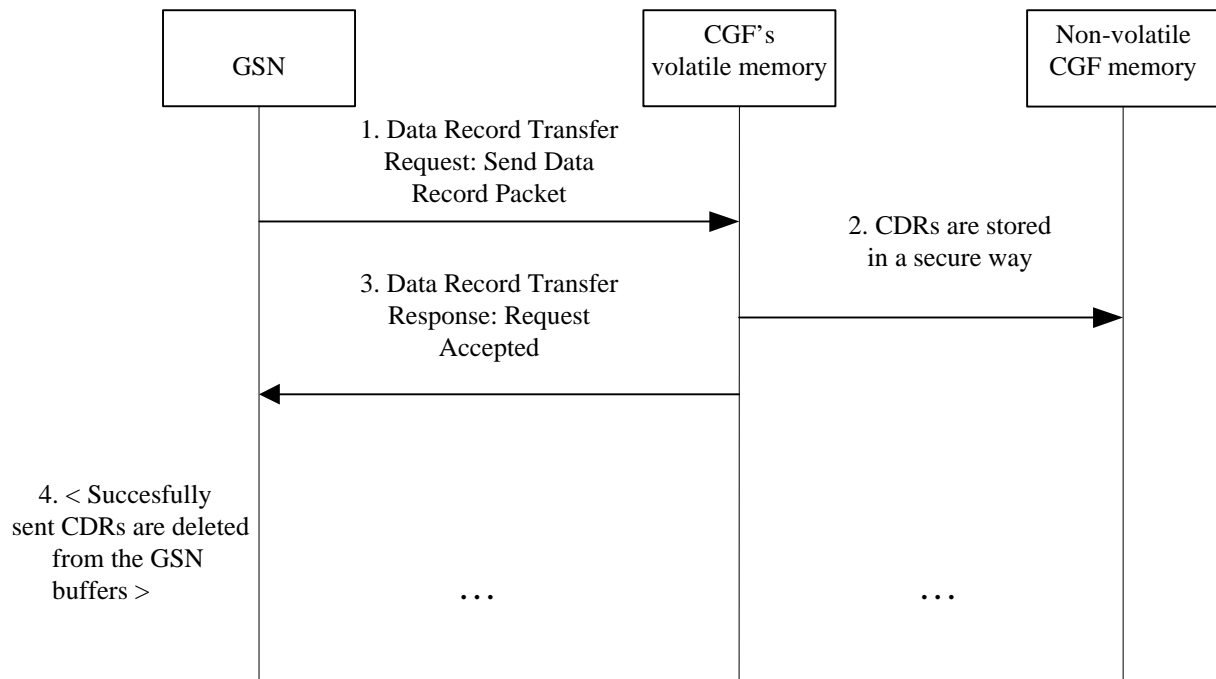 GSN
CGF’s
volatile memory
Non-volatile
CGF memory
1. Data Record Transfer
Request: Send Data
Record Packet
2. CDRs are stored
in a secure way
3. Data Record Transfer
Response: Request
Accepted
4. < Succesfully
sent CDRs are deleted
from the GSN
buffers >
...
...